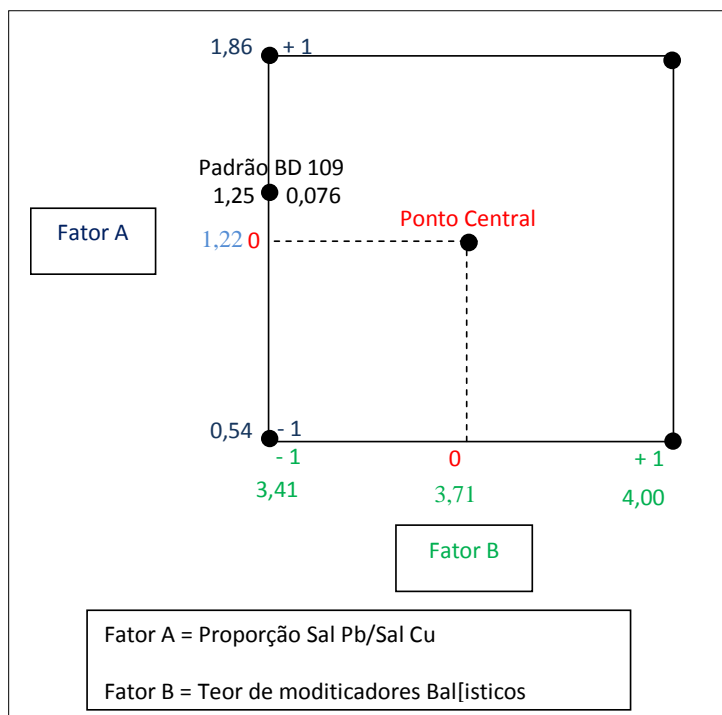 1,86 + 1
Padrão BD 109
1,25 0,076
Ponto Central
Fator A
1,22 0
0,54 - 1
- 1 0 + 1
3,41 3,71 4,00
Fator B
Fator A = Proporção Sal Pb/Sal Cu
Fator B = Teor de moditicadores Bal[isticos